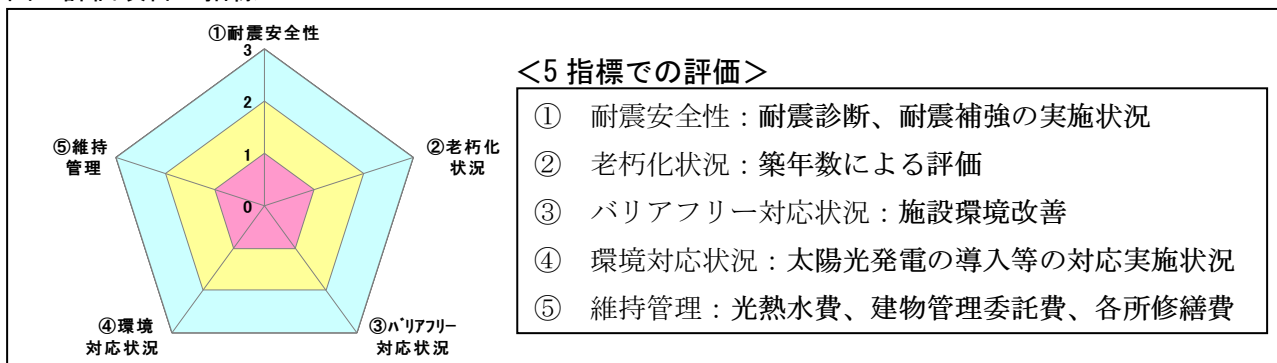 ①耐震安全性
3
2
1
0
②老朽化
状況
③バリアフリー
対応状況
④環境
対応状況
⑤維持
管理
＜5 指標での評価＞
① 耐震安全性：耐震診断、耐震補強の実施状況
② 老朽化状況：築年数による評価
③ バリアフリー対応状況：施設環境改善
④ 環境対応状況：太陽光発電の導入等の対応実施状況
⑤ 維持管理：光熱水費、建物管理委託費、各所修繕費